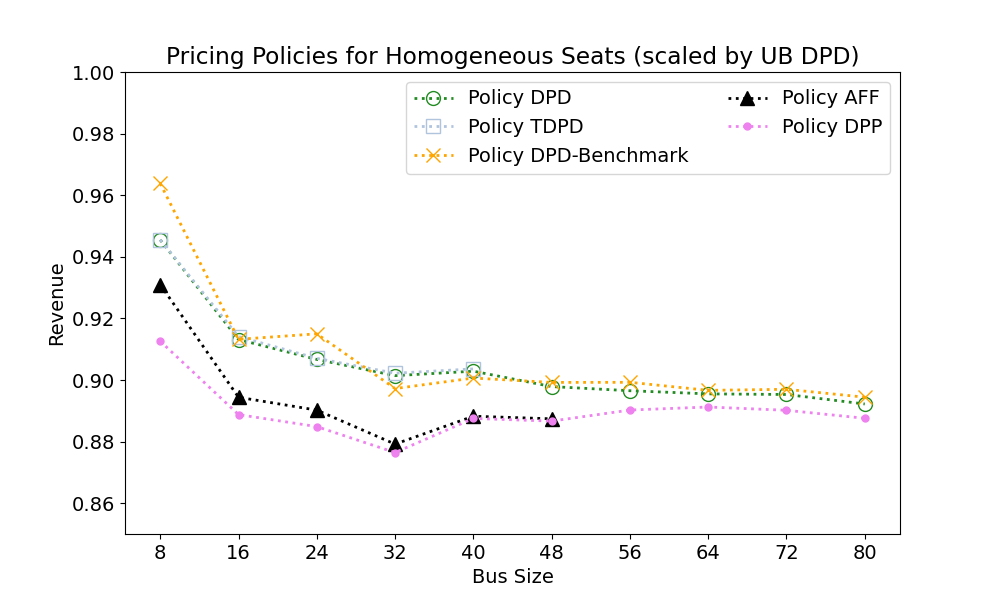 Pricing Policies for Homogeneous Seats (scaled by UB DPD)
1.00
0.98
0.96
0.94
0.92
0.90
0.88
0.86
Revenue
Policy DPD
Policy TDPD
Policy DPD-Benchmark
Policy AFF
Policy DPP
8 16 24 32 40 48 56 64 72 80
Bus Size